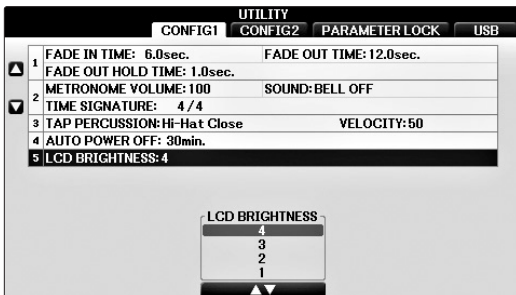 UTILITY
CONFIG1 CONFIG2 PARAMETER LOCK USB
1 FADE IN TIME: 6.0sec. FADE OUT TIME:12.0sec.
FADE OUT HOLD TIME: 1.0sec.
2 METRONOME VOLUME:100 SOUND:BELL OFF
TIME SIGNATURE: 4/4
3 TAP PERCUSSION:Hi-Hat Close VELOCITY:50
4 AUTO POWER OFF: 30min.
5 LCD BRIGHTNESS:4
LCD BRIGHTNESS
4
3
2
1